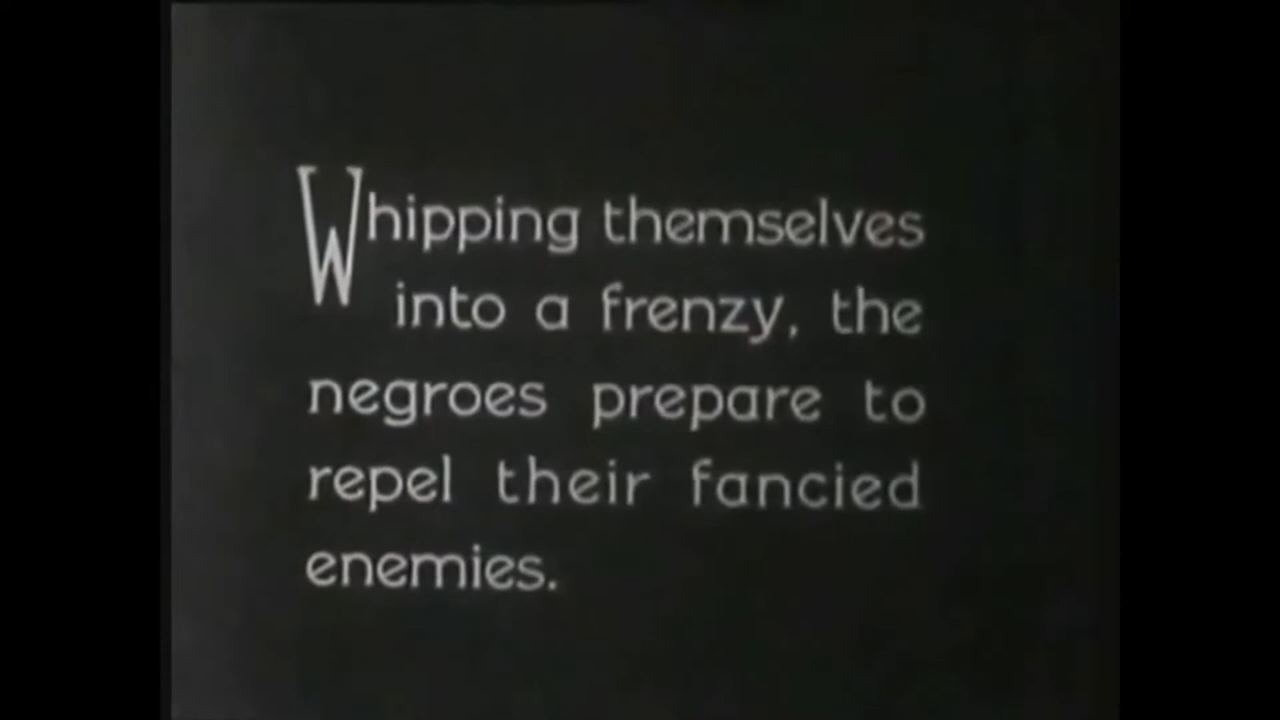 Whipping themselves
into a frenzy, the
negroes prepare to
repel their fancied
enemies.